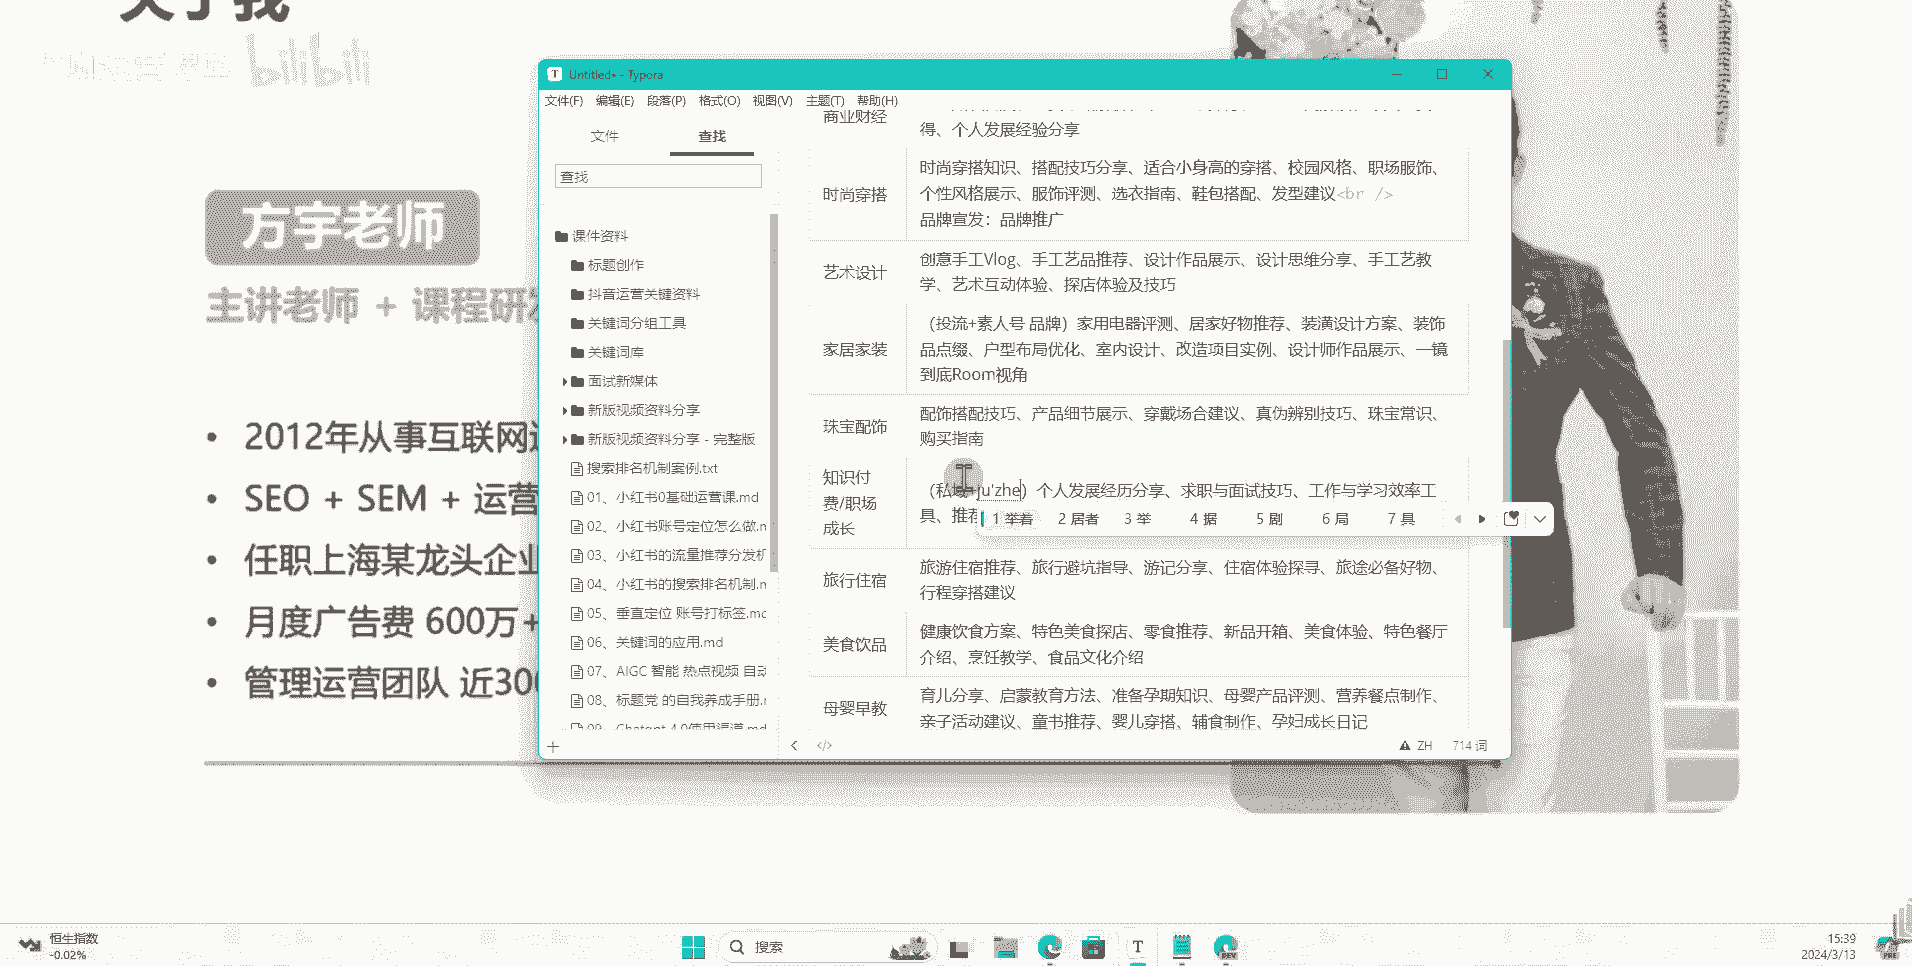 关于我
bilibili
方宇老师
主讲老师 + 课程研发
2012年从事互联网运
SEO + SEM + 运营
任职上海某龙头企业
月度广告费 600万+
管理运营团队 近300
Untitled• - Typora
文件(F) 编辑(E) 段落(P) 格式(O) 视图(V) 主题(T) 帮助(H)
文件 查找
查找
课件资料
标题创作
抖音运营关键资料
关键词分组工具
关键词库
面试新媒体
新版视频资料分享
新版视频资料分享 - 完整版
搜索排名机制案例.txt
01、小红书0基础运营课.md
02、小红书账号定位怎么做.m
03、小红书的流量推荐分发机
04、小红书的搜索排名机制.m
05、垂直定位 账号打标签.md
06、关键词的应用.md
07、AIGC 智能 热点视频 自动
08、标题党 的自我养成手册.m
09、Chatgpt 4.0使用渠道.md
商业财经
得、个人发展经验分享
时尚穿搭
时尚穿搭知识、搭配技巧分享、适合小身高的穿搭、校园风格、职场服饰、
个性风格展示、服饰评测、选衣指南、鞋包搭配、发型建议<br />
品牌宣发：品牌推广
艺术设计
创意手工Vlog、手工艺品推荐、设计作品展示、设计思维分享、手工艺教
学、艺术互动体验、探店体验及技巧
家居家装
（投流+素人号 品牌）家用电器评测、居家好物推荐、装潢设计方案、装饰
品点缀、户型布局优化、室内设计、改造项目实例、设计师作品展示、一镜
到底Room视角
珠宝配饰
配饰搭配技巧、产品细节展示、穿戴场合建议、真伪辨别技巧、珠宝常识、
购买指南
知识付
费/职场
成长
（私域+ju'zhe）个人发展经历分享、求职与面试技巧、工作与学习效率工
具、推荐
1 举着 2 居者 3 举 4 据 5 剧 6 局 7 具
旅行住宿
旅游住宿推荐、旅行避坑指导、游记分享、住宿体验探寻、旅途必备好物、
行程穿搭建议
美食饮品
健康饮食方案、特色美食探店、零食推荐、新品开箱、美食体验、特色餐厅
介绍、烹饪教学、食品文化介绍
母婴早教
育儿分享、启蒙教育方法、准备孕期知识、母婴产品评测、营养餐点制作、
亲子活动建议、童书推荐、婴儿穿搭、辅食制作、孕妇成长日记
ZH 714 词
恒生指数
-0.02%
搜索
15:39
2024/3/13